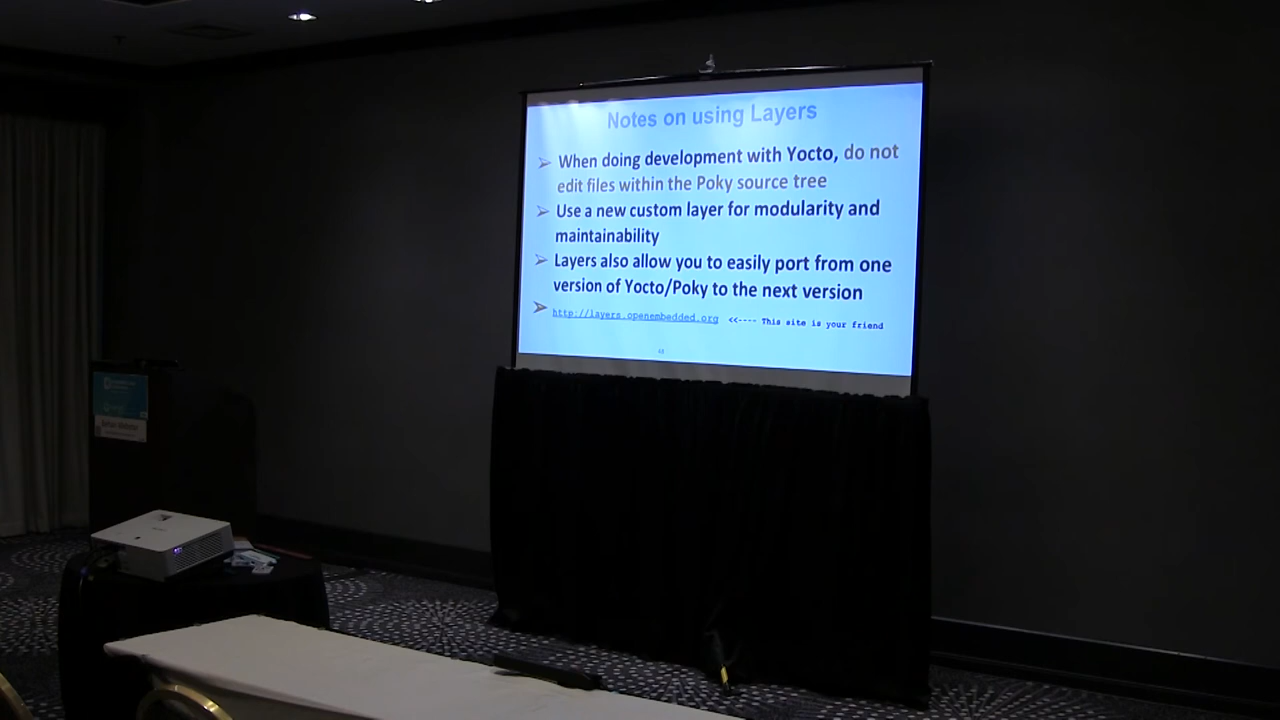 Notes on using Layers
When doing development with Yocto, do not
edit files within the Poky source tree
Use a new custom layer for modularity and
maintainability
Layers also allow you to easily port from one
version of Yocto/Poky to the next version
http://layers.openembedded.org <<---- This site is your friend